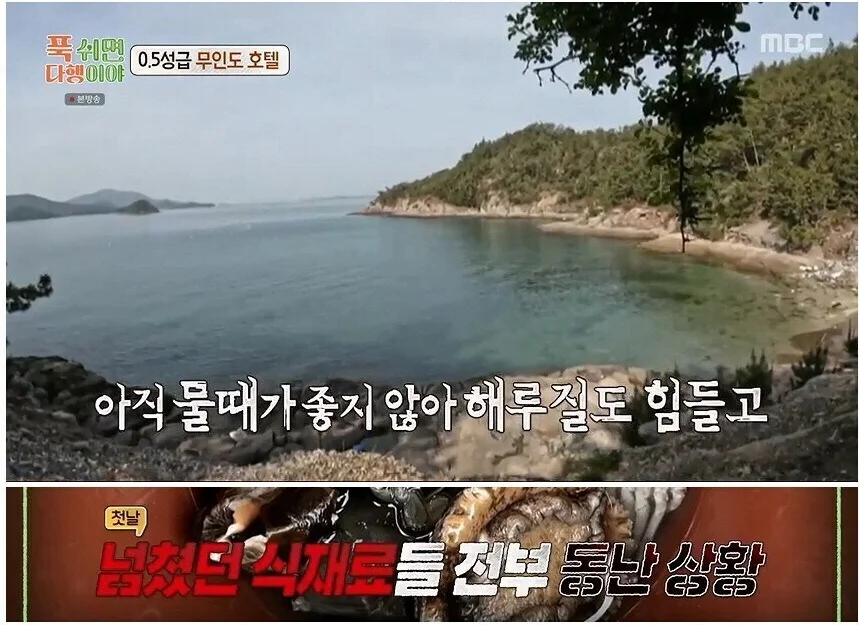 푹 쉬면
다행이야
0.5성급 무인도 호텔
MBC
본방송
아직 물때가 좋지 않아 해루질도 힘들고
첫날
넘쳤던 식재료들 전부 동난 상황